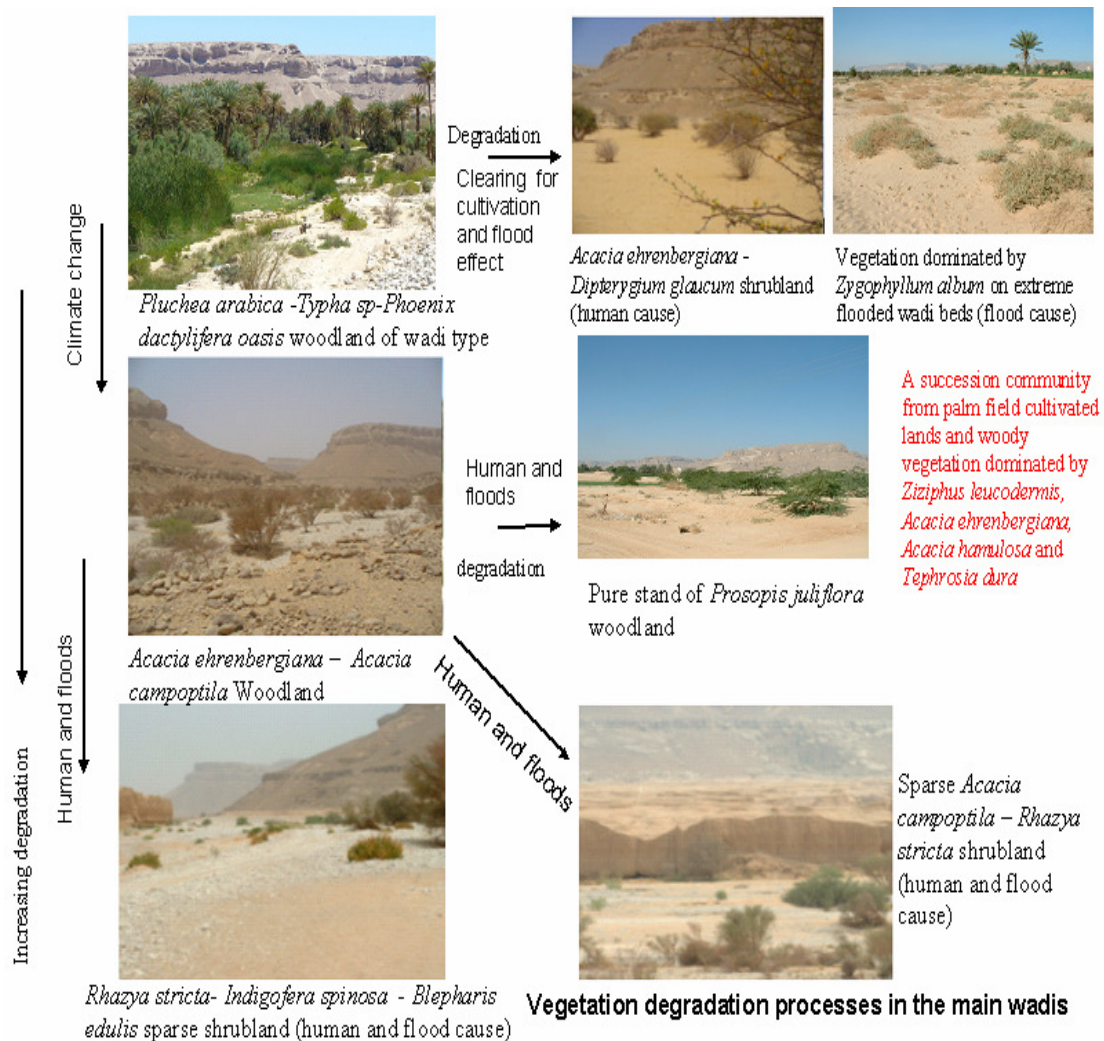 Degradation
Clearing for
cultivation
and flood
effect
Climate change
Pluchea arabica -Typha sp-Phoenix
dactylifera oasis woodland of wadi type
Acacia ehrenbergiana -
Dipterygium glaucum shrubland
(human cause)
Vegetation dominated by
Zygophyllum album on extreme
flooded wadi beds (flood cause)
Human and
floods
degradation
Pure stand of Prosopis juliflora
woodland
A succession community
from palm field cultivated
lands and woody
vegetation dominated by
Ziziphus leucodermis,
Acacia ehrenbergiana,
Acacia hamulosa and
Tephrosia dura
Acacia ehrenbergiana – Acacia
campoptila Woodland
Human and floods
Human and floods
Increasing degradation
Sparse Acacia
campoptila – Rhazya
stricta shrubland
(human and flood
cause)
Rhazya stricta- Indigofera spinosa - Blepharis
edulis sparse shrubland (human and flood cause)
Vegetation degradation processes in the main wadis